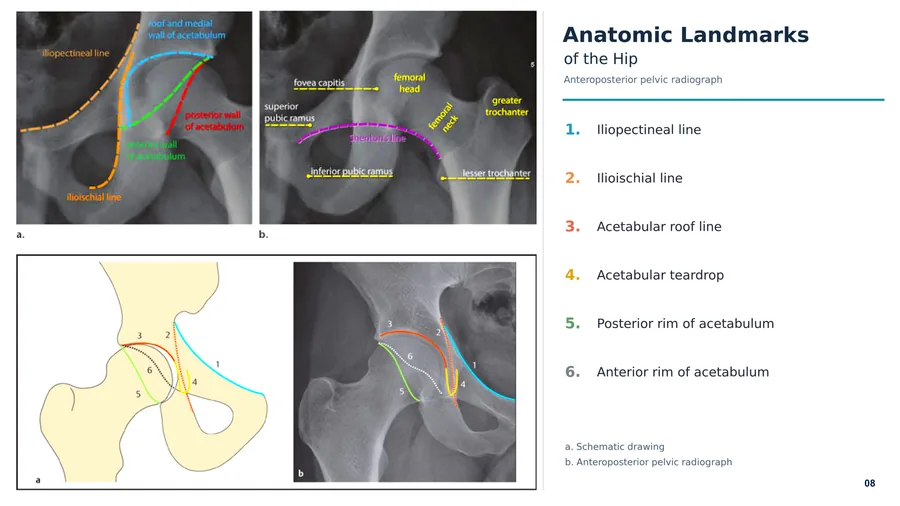 roof and medial
wall of acetabulum
iliopectineal line
posterior wall
of acetabulum
anterior wall
of acetabulum
ilioischial line
a.
5
fovea capitis
femoral
head
greater
trochanter
superior
pubic ramus
femoral
neck
Shenton's line
inferior pubic ramus
lesser trochanter
b.
3
2
1
6
4
5
a
3
2
1
6
4
5
b
Anatomic Landmarks
of the Hip
Anteroposterior pelvic radiograph
1. Iliopectineal line
2. Ilioischial line
3. Acetabular roof line
4. Acetabular teardrop
5. Posterior rim of acetabulum
6. Anterior rim of acetabulum
a. Schematic drawing
b. Anteroposterior pelvic radiograph
08